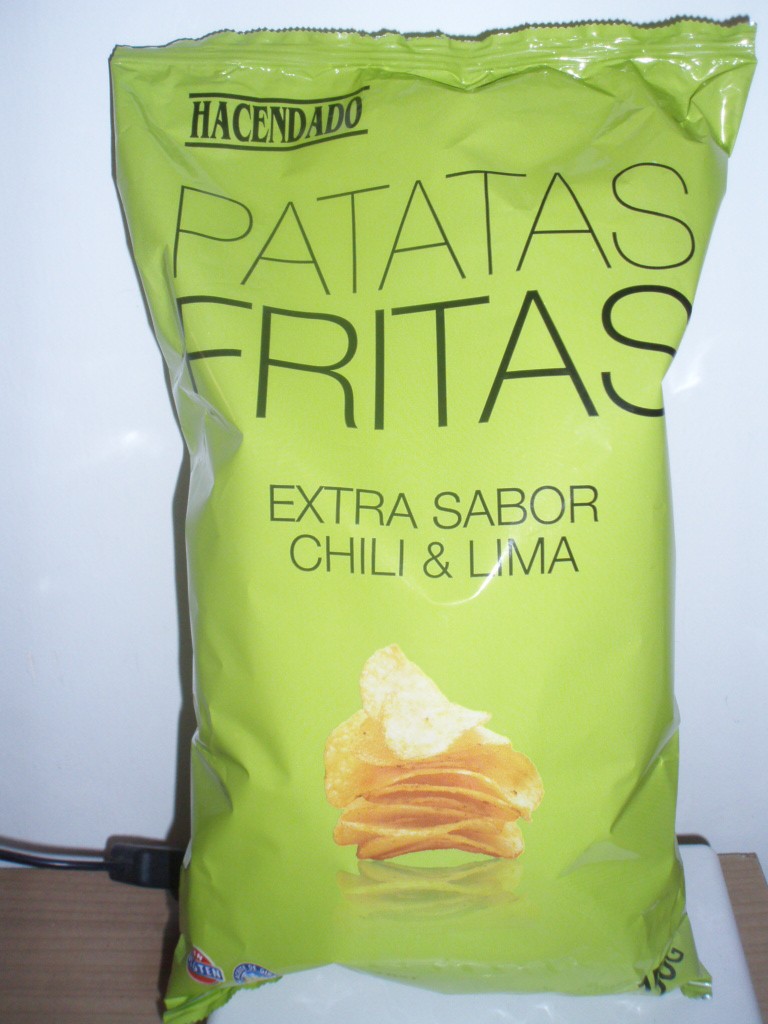 HACENDADO
PATATAS
FRITAS
EXTRA SABOR
CHILI & LIMA